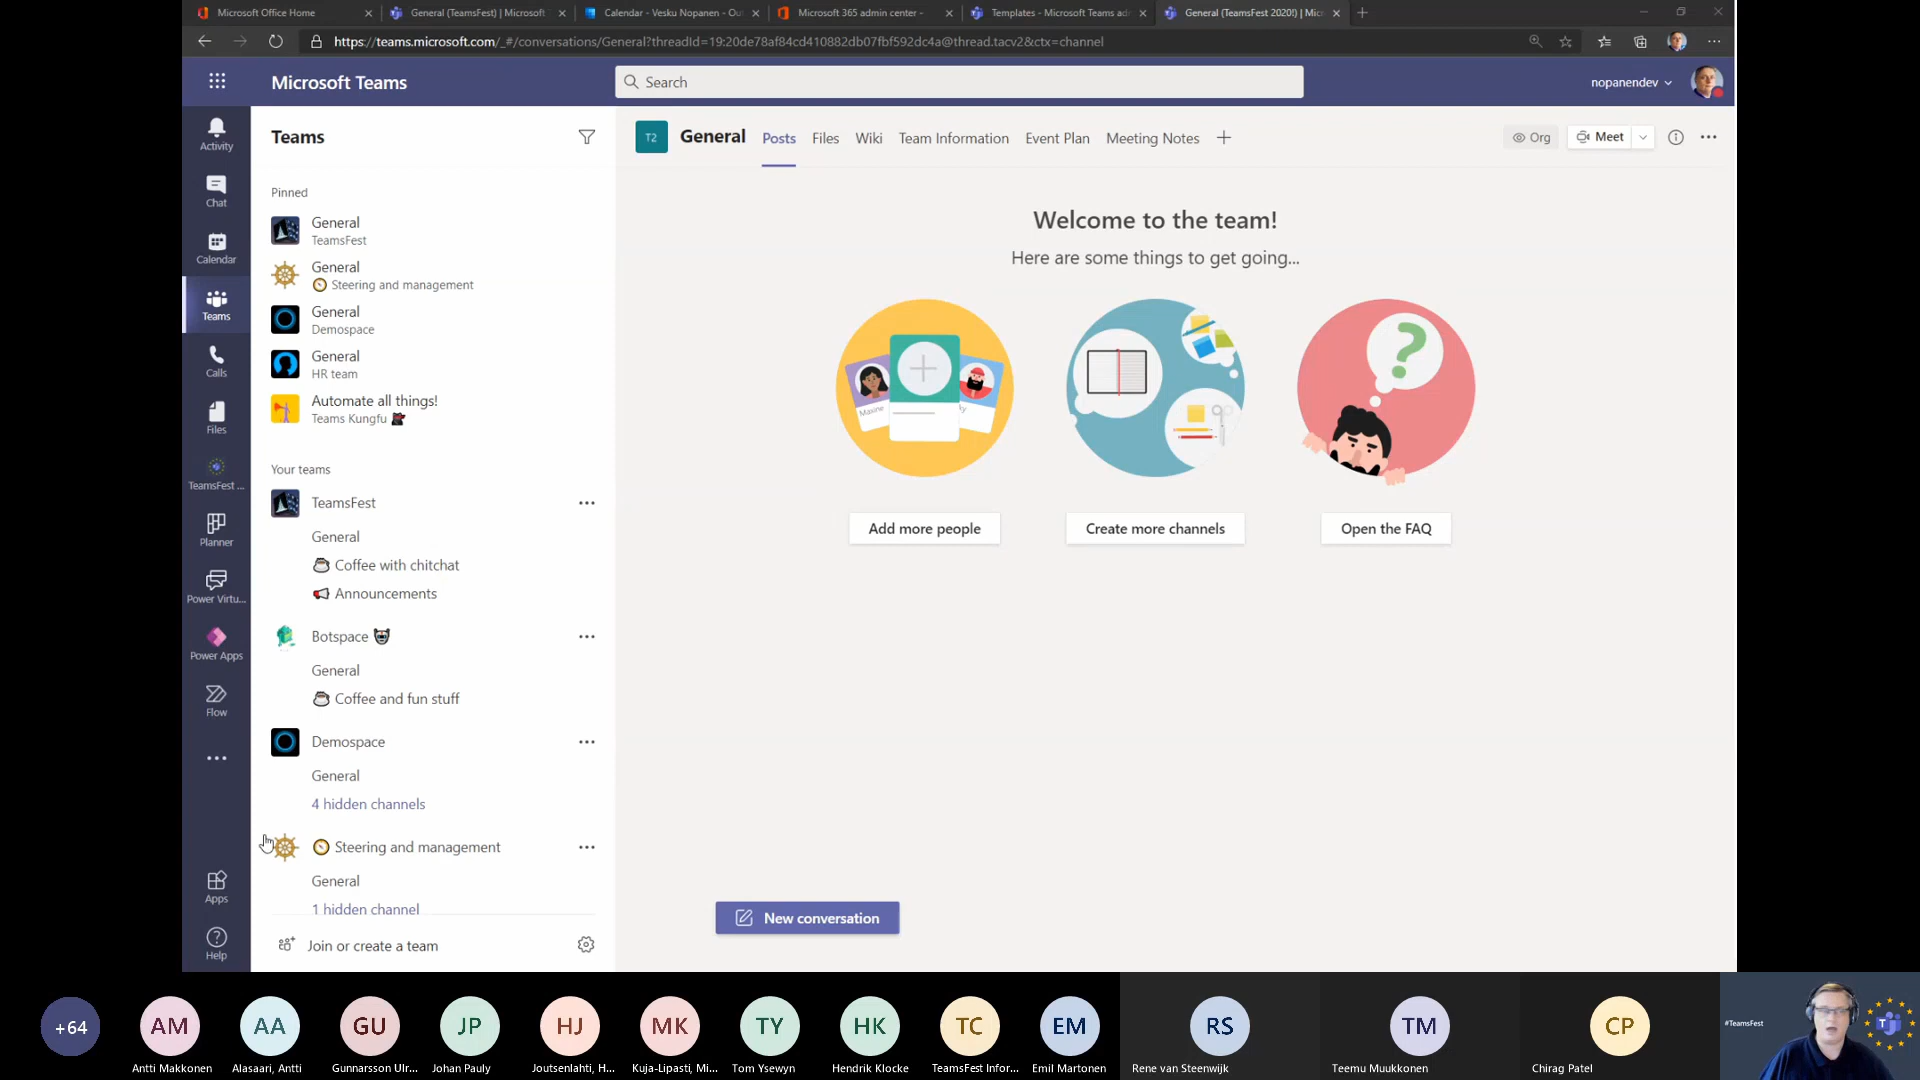 Microsoft Office Home
General (TeamsFest) | Microsoft
Calendar - Vesku Nopanen - Ou
Microsoft 365 admin center -
Templates - Microsoft Teams ad
General (TeamsFest 2020!) | Mic
https://teams.microsoft.com/_#/conversations/General?threadId=19:20de78af84cd410882db07fbf592dc4a@thread.tacv2&ctx=channel
Microsoft Teams
Search
nopanendev
Activity
Chat
Calendar
Teams
Calls
Files
TeamsFest ...
Planner
Power Virtu...
Power Apps
Flow
Apps
Help
Teams
Pinned
General
TeamsFest
General
Steering and management
General
Demospace
General
HR team
Automate all things!
Teams Kungfu
Your teams
TeamsFest
General
Coffee with chitchat
Announcements
Botspace
General
Coffee and fun stuff
Demospace
General
4 hidden channels
Steering and management
General
1 hidden channel
Join or create a team
T2
General
Posts
Files
Wiki
Team Information
Event Plan
Meeting Notes
Org
Meet
Welcome to the team!
Here are some things to get going...
Maxine
Add more people
Create more channels
Open the FAQ
New conversation
+64
AM
AA
GU
JP
HJ
MK
TY
HK
TC
EM
RS
TM
CP
Antti Makkonen
Alasaari, Antti
Gunnarsson Ulr...
Johan Pauly
Joutsenlahti, H...
Kuja-Lipasti, Mi...
Tom Ysewyn
Hendrik Klocke
TeamsFest Infor...
Emil Martonen
Rene van Steenwijk
Teemu Muukkonen
Chirag Patel
#TeamsFest